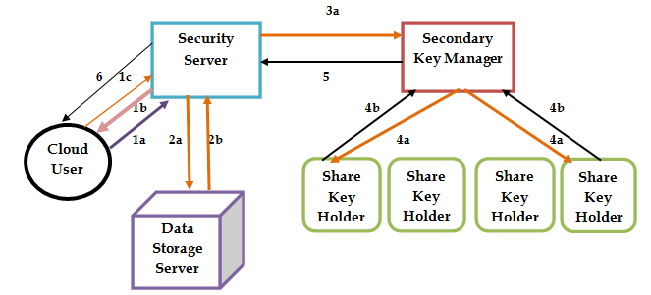 3a
Security
Server
Secondary
Key Manager
6
1c
5
1b
4b
4b
1a
2a
2b
4a
4a
Cloud
User
Share
Key
Holder
Share
Key
Holder
Share
Key
Holder
Share
Key
Holder
Data
Storage
Server